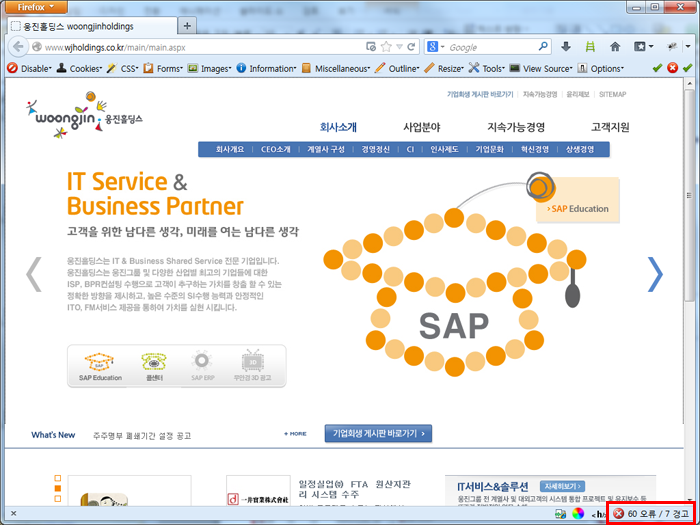 Firefox
웅진홀딩스 woongjinholdings
www.wjholdings.co.kr/main/main.aspx
Google
Disable Cookies CSS Forms Images Information Miscellaneous Outline Resize Tools View Source Options
기업회생 게시판 바로가기 | 지속가능경영 | 윤리제보 | SITEMAP
woongjin 웅진홀딩스
회사소개 사업분야 지속가능경영 고객지원
회사개요 | CEO소개 | 계열사 구성 | 경영정신 | CI | 인사제도 | 기업문화 | 혁신경영 | 상생경영
IT Service &
Business Partner
고객을 위한 남다른 생각, 미래를 여는 남다른 생각
웅진홀딩스는 IT & Business Shared Service 전문 기업입니다.
웅진홀딩스는 웅진그룹 및 다양한 산업별 최고의 기업들에 대한
ISP, BPR컨설팅 수행으로 고객이 추구하는 가치를 창출 할 수 있는
정확한 방향을 제시하고, 높은 수준의 SI수행 능력과 안정적인
ITO, FM서비스 제공을 통하여 가치를 실현 시킵니다.
> SAP Education
SAP
SAP
SAP Education 콜센터 SAP ERP 무안경 3D 광고
What's New 주주명부 폐쇄기간 설정 공고 + MORE 기업회생 게시판 바로가기 >
一井實業株式會社
일정실업㈜ FTA 원산지관
리 시스템 수주
IT서비스&솔루션 자세히보기 >
웅진그룹 전 계열사 및 대외고객의 시스템 통합 프로젝트 및 유지보수 등
60 오류 / 7 경고